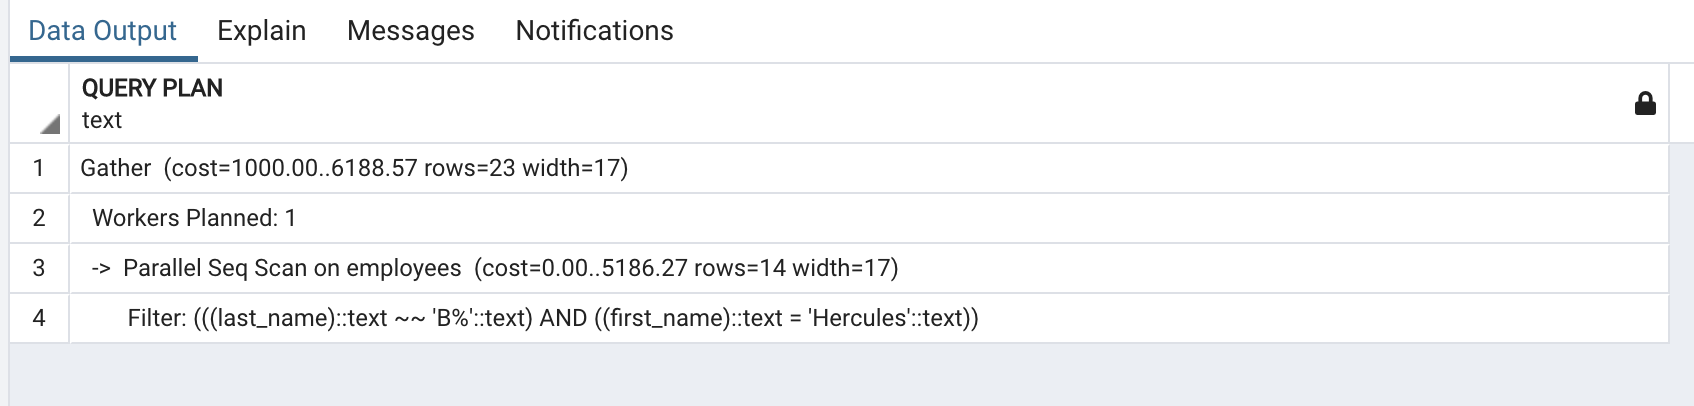 Data Output Explain Messages Notifications
QUERY PLAN
text
1 Gather (cost=1000.00..6188.57 rows=23 width=17)
2 Workers Planned: 1
3 -> Parallel Seq Scan on employees (cost=0.00..5186.27 rows=14 width=17)
4 Filter: (((last_name)::text ~~ 'B%'::text) AND ((first_name)::text = 'Hercules'::text))